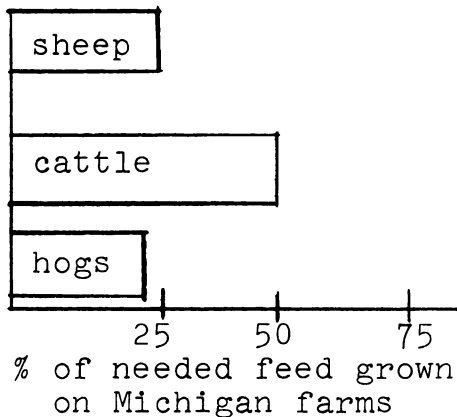 sheep
cattle
hogs
25 50 75
% of needed feed grown
on Michigan farms